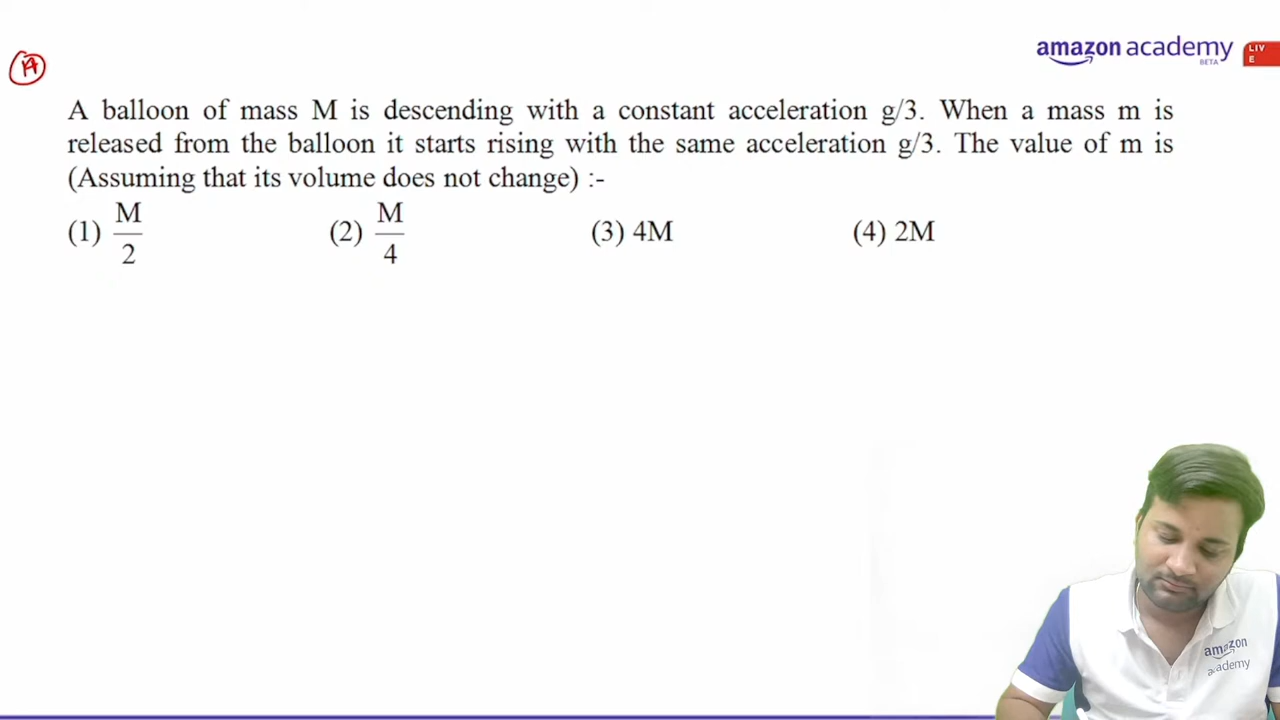 amazon academy
BETA
LIV
E
A balloon of mass M is descending with a constant acceleration g/3. When a mass m is
released from the balloon it starts rising with the same acceleration g/3. The value of m is
(Assuming that its volume does not change) :-
(1) M/2 (2) M/4 (3) 4M (4) 2M
amazon
academy